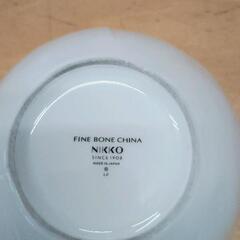 FINE BONE CHINA
NIKKO
SINCE 1908
MADE IN JAPAN